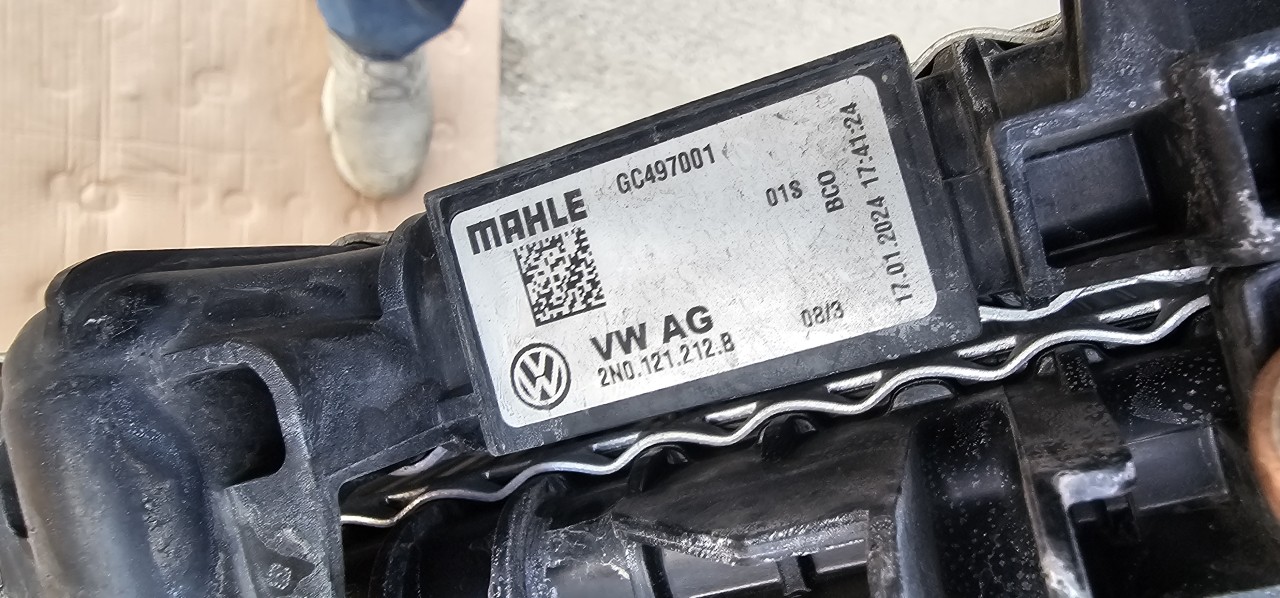 MAHLE
GC497001
01S
BCO
17.01.2024 17:41:24
VW AG
2N0.121.212.B
08/3